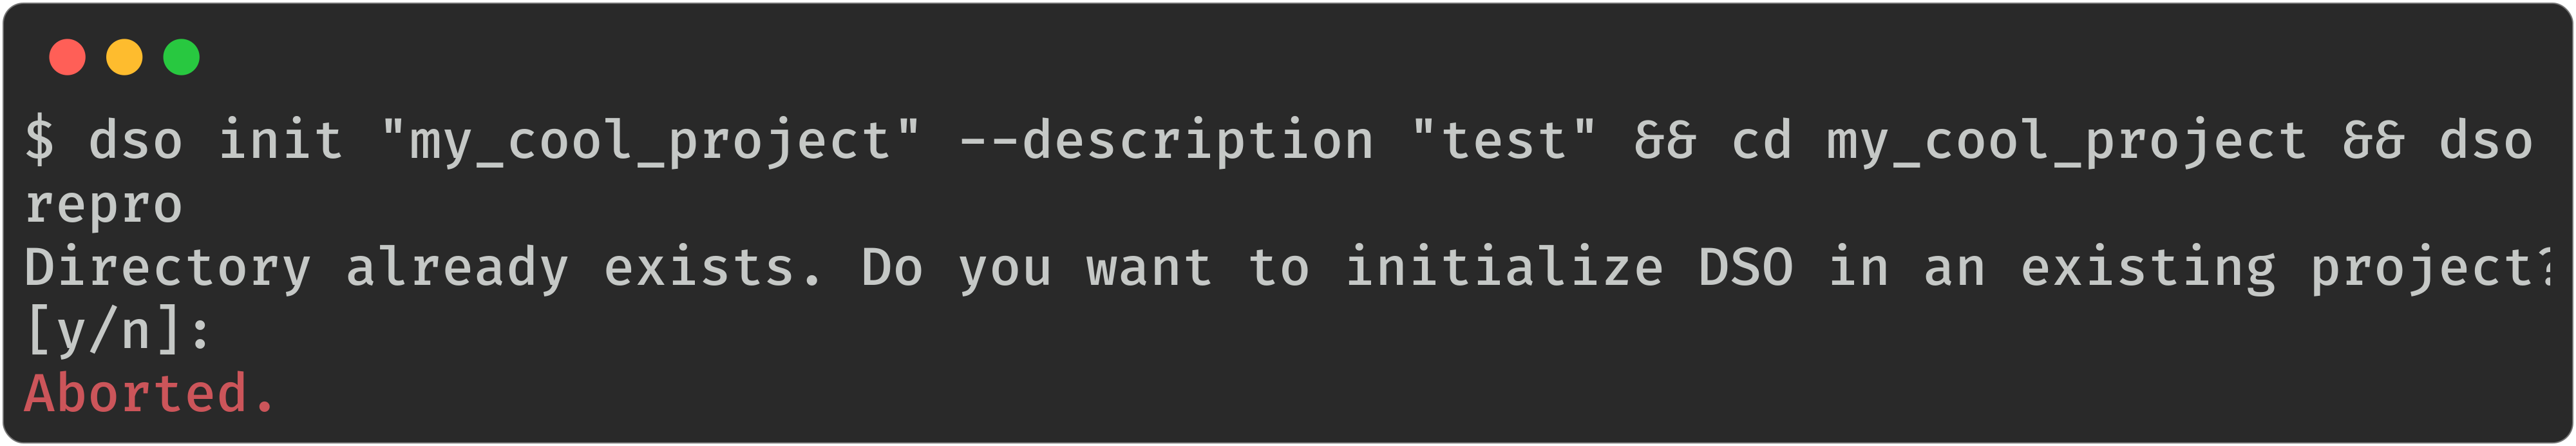 $ dso init "my_cool_project" --description "test" && cd my_cool_project && dso
repro
Directory already exists. Do you want to initialize DSO in an existing project?
[y/n]:
Aborted.